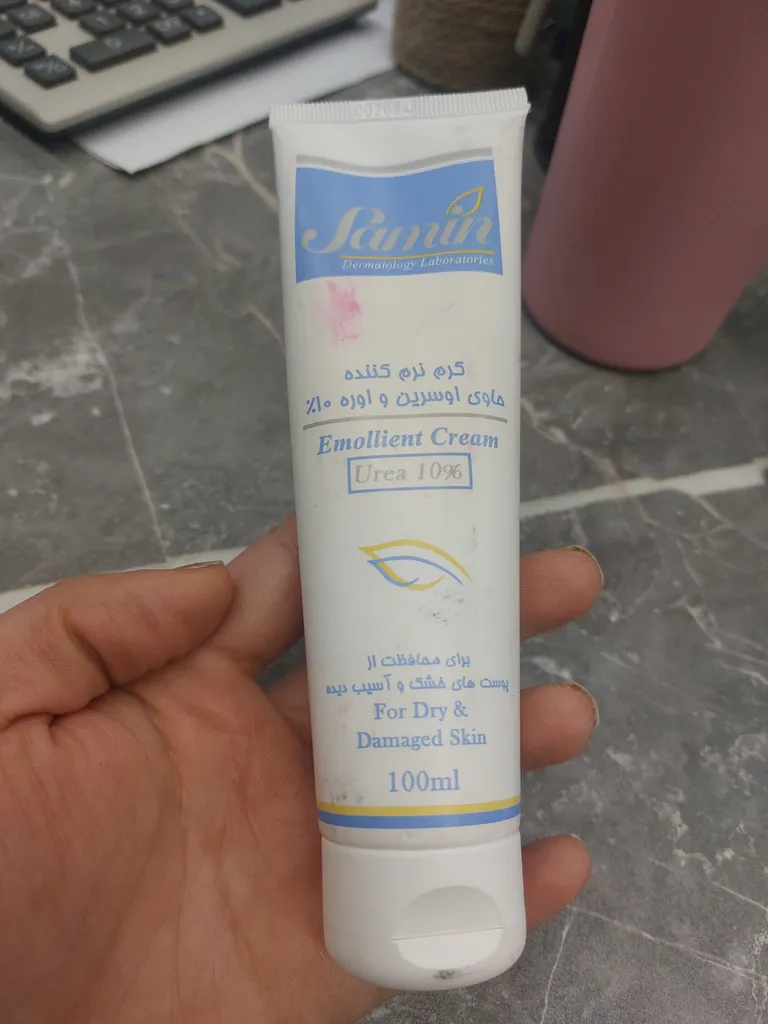 002084
Samin
Dermatology Laboratories
کرم نرم کننده
حاوی اوسرین و اوره ۱۰٪
Emollient Cream
Urea 10%
برای محافظت از
پوست های خشک و آسیب دیده
For Dry &
Damaged Skin
100ml